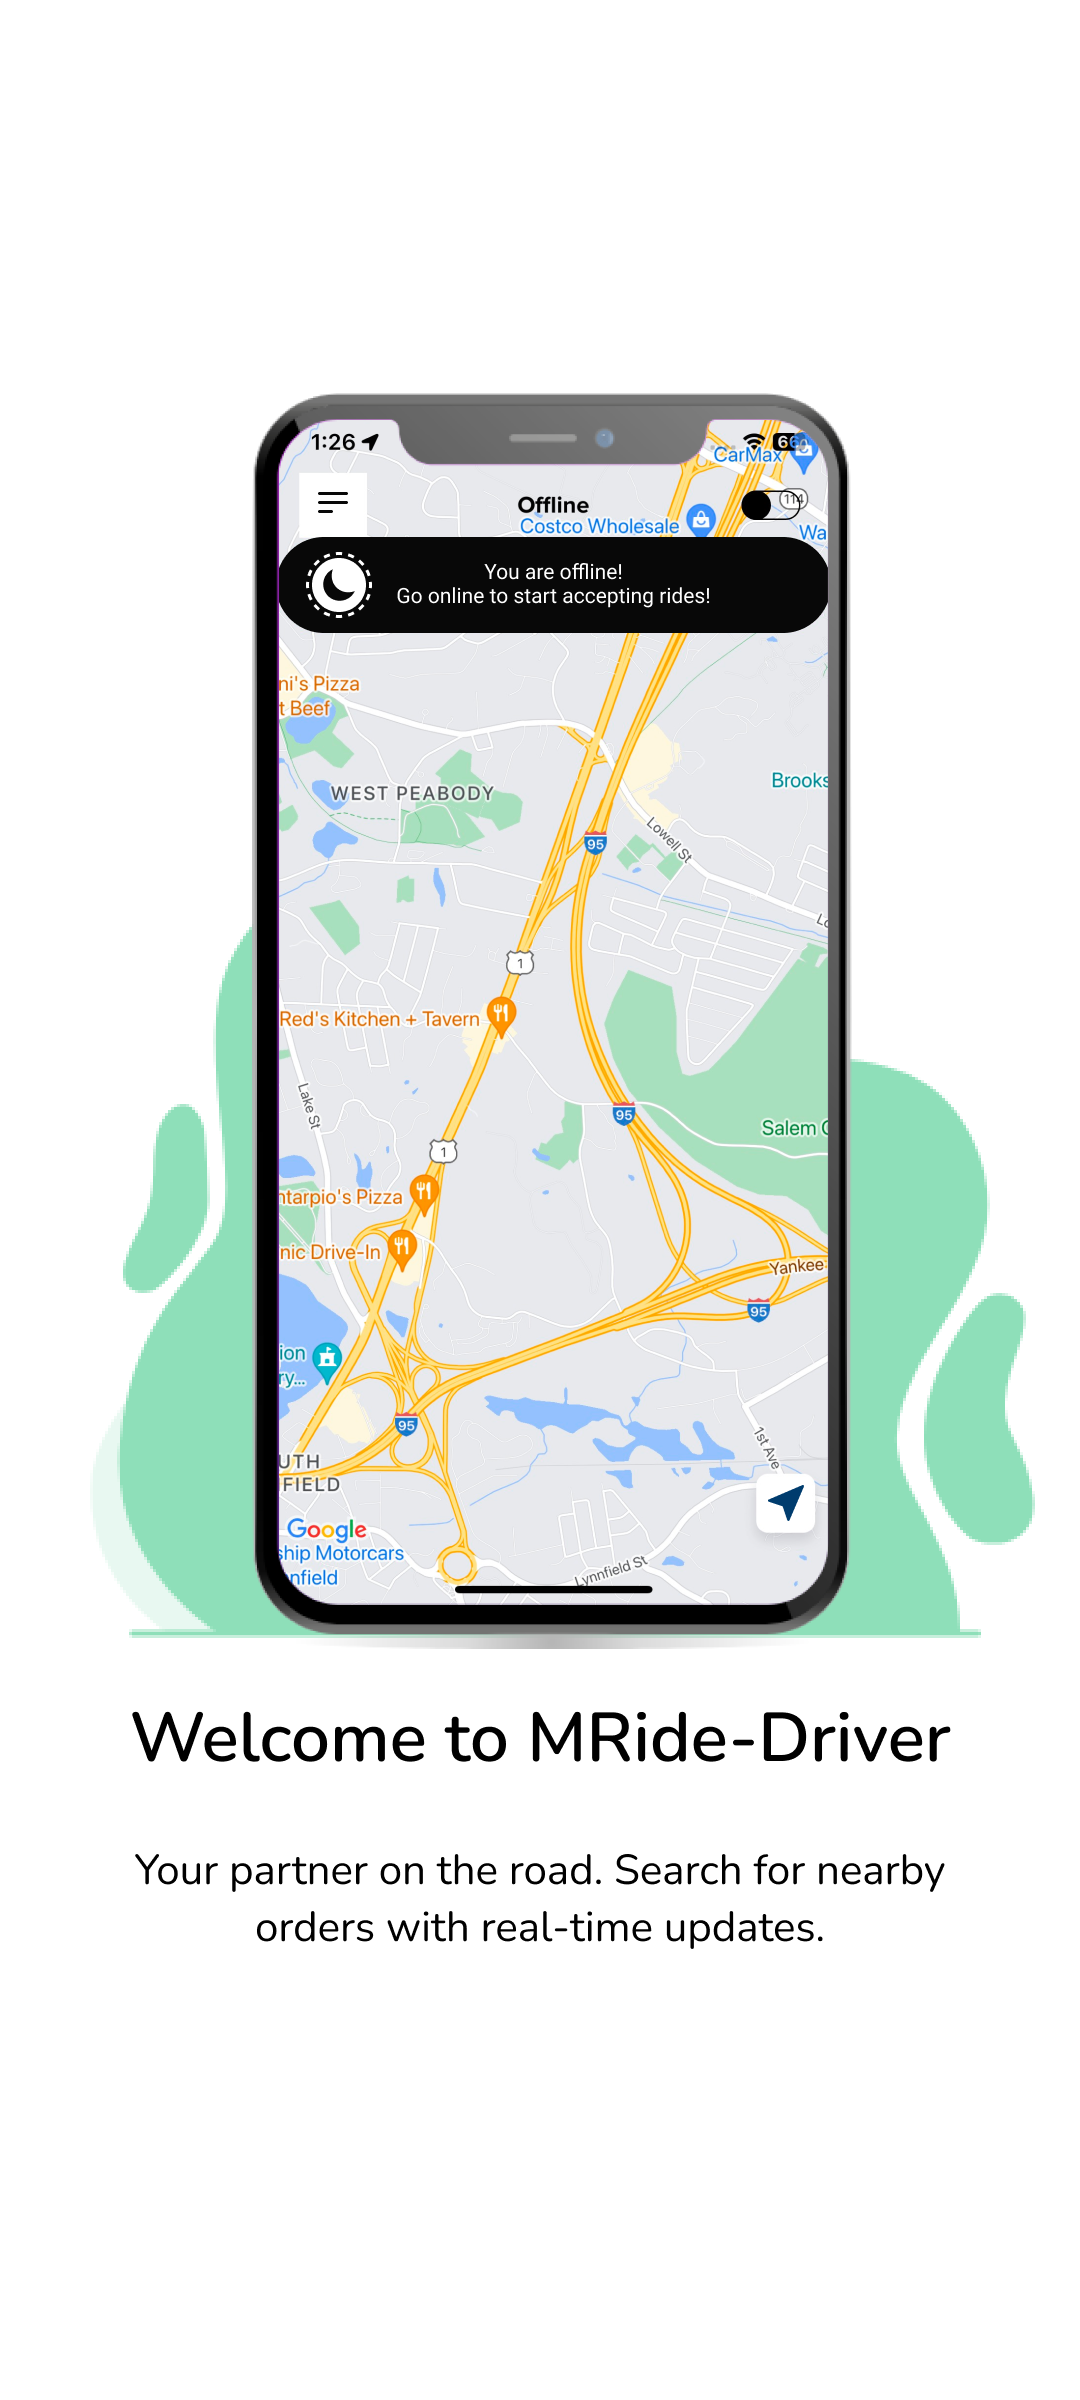 1:26
66
CarMax
114
Offline
Costco Wholesale
Wa
You are offline!
Go online to start accepting rides!
ni's Pizza
t Beef
Brooks
WEST PEABODY
Lowell St
95
Lo
1
Red's Kitchen + Tavern
Lake St
95
Salem C
1
ntarpio's Pizza
nic Drive-In
Yankee
95
ion
ry...
95
1st Ave
UTH
FIELD
Google
ship Motorcars
nfield
Lynnfield St
Welcome to MRide-Driver
Your partner on the road. Search for nearby
orders with real-time updates.